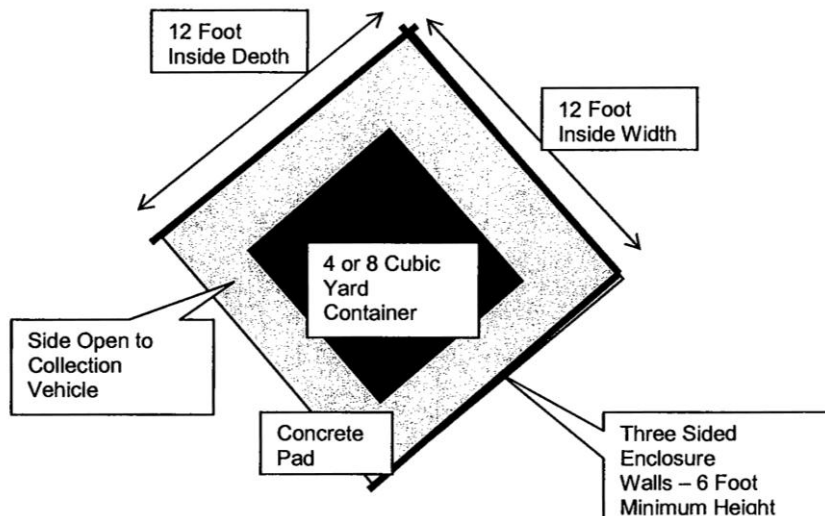 12 Foot
Inside Depth
12 Foot
Inside Width
4 or 8 Cubic
Yard
Container
Side Open to
Collection
Vehicle
Concrete
Pad
Three Sided
Enclosure
Walls – 6 Foot
Minimum Height